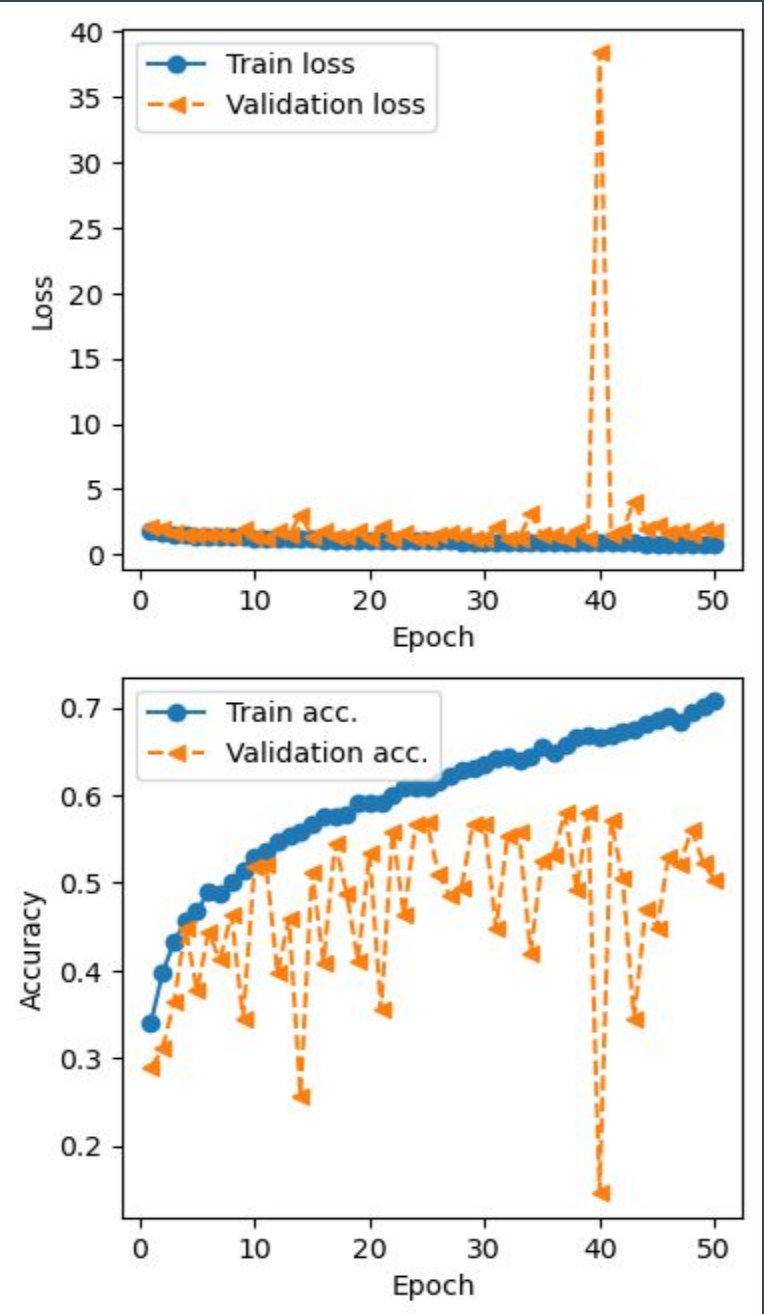 40
35
30
25
20
15
10
5
0
Loss
Train loss
Validation loss
0 10 20 30 40 50
Epoch
0.7
0.6
0.5
0.4
0.3
0.2
Accuracy
Train acc.
Validation acc.
0 10 20 30 40 50
Epoch